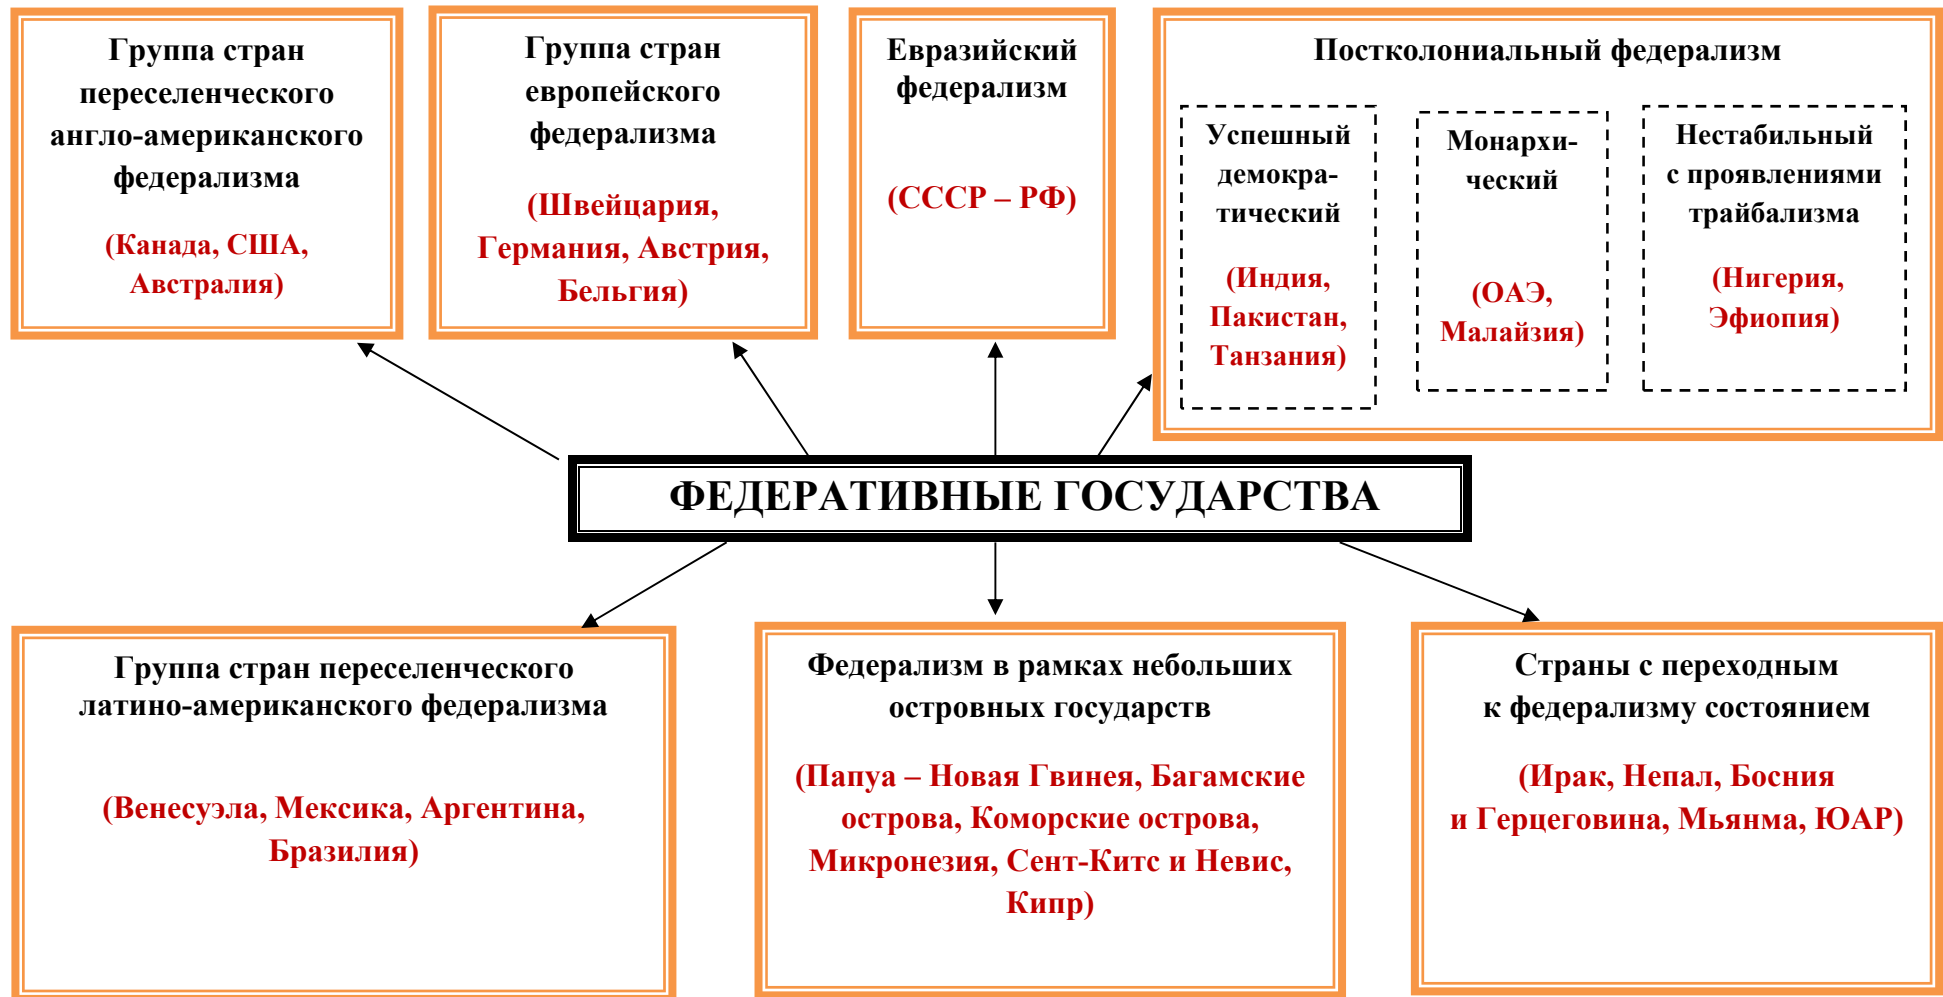 Группа стран
переселенческого
англо-американского
федерализма
(Канада, США,
Австралия)
Группа стран
европейского
федерализма
(Швейцария,
Германия, Австрия,
Бельгия)
Евразийский
федерализм
(СССР – РФ)
Постколониальный федерализм
Успешный
демокра-
тический
(Индия,
Пакистан,
Танзания)
Монархи-
ческий
(ОАЭ,
Малайзия)
Нестабильный
с проявлениями
трайбализма
(Нигерия,
Эфиопия)
ФЕДЕРАТИВНЫЕ ГОСУДАРСТВА
Группа стран переселенческого
латино-американского федерализма
(Венесуэла, Мексика, Аргентина,
Бразилия)
Федерализм в рамках небольших
островных государств
(Папуа – Новая Гвинея, Багамские
острова, Коморские острова,
Микронезия, Сент-Китс и Невис,
Кипр)
Страны с переходным
к федерализму состоянием
(Ирак, Непал, Босния
и Герцеговина, Мьянма, ЮАР)